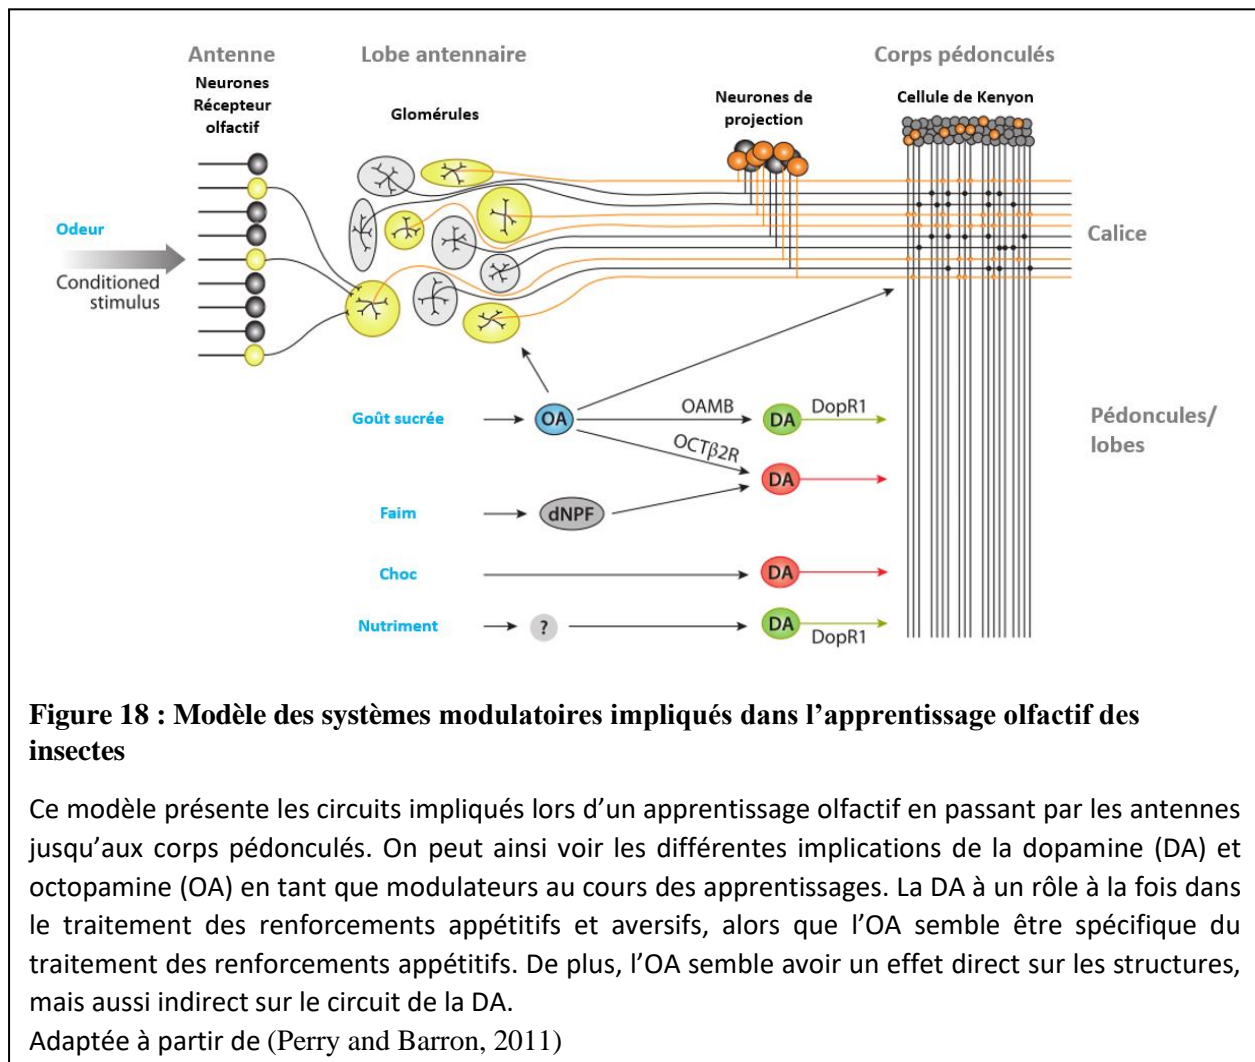 Antenne
Lobe antennaire
Corps pédonculés
Neurones
Récepteur
olfactif
Glomérules
Neurones de
projection
Cellule de Kenyon
Odeur
Conditioned
stimulus
Calice
Goût sucrée
OA
OAMB
DA
DopR1
Pédoncules/
lobes
OCTβ2R
DA
Faim
dNPF
Choc
DA
Nutriment
?
DA
DopR1
Figure 18 : Modèle des systèmes modulatoires impliqués dans l’apprentissage olfactif des
insectes
Ce modèle présente les circuits impliqués lors d’un apprentissage olfactif en passant par les antennes
jusqu’aux corps pédonculés. On peut ainsi voir les différentes implications de la dopamine (DA) et
octopamine (OA) en tant que modulateurs au cours des apprentissages. La DA à un rôle à la fois dans
le traitement des renforcements appétitifs et aversifs, alors que l’OA semble être spécifique du
traitement des renforcements appétitifs. De plus, l’OA semble avoir un effet direct sur les structures,
mais aussi indirect sur le circuit de la DA.
Adaptée à partir de (Perry and Barron, 2011)